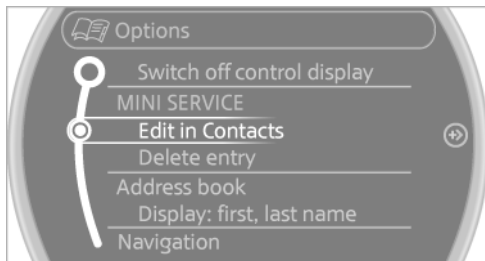 Options
Switch off control display
MINI SERVICE
Edit in Contacts
Delete entry
Address book
Display: first, last name
Navigation